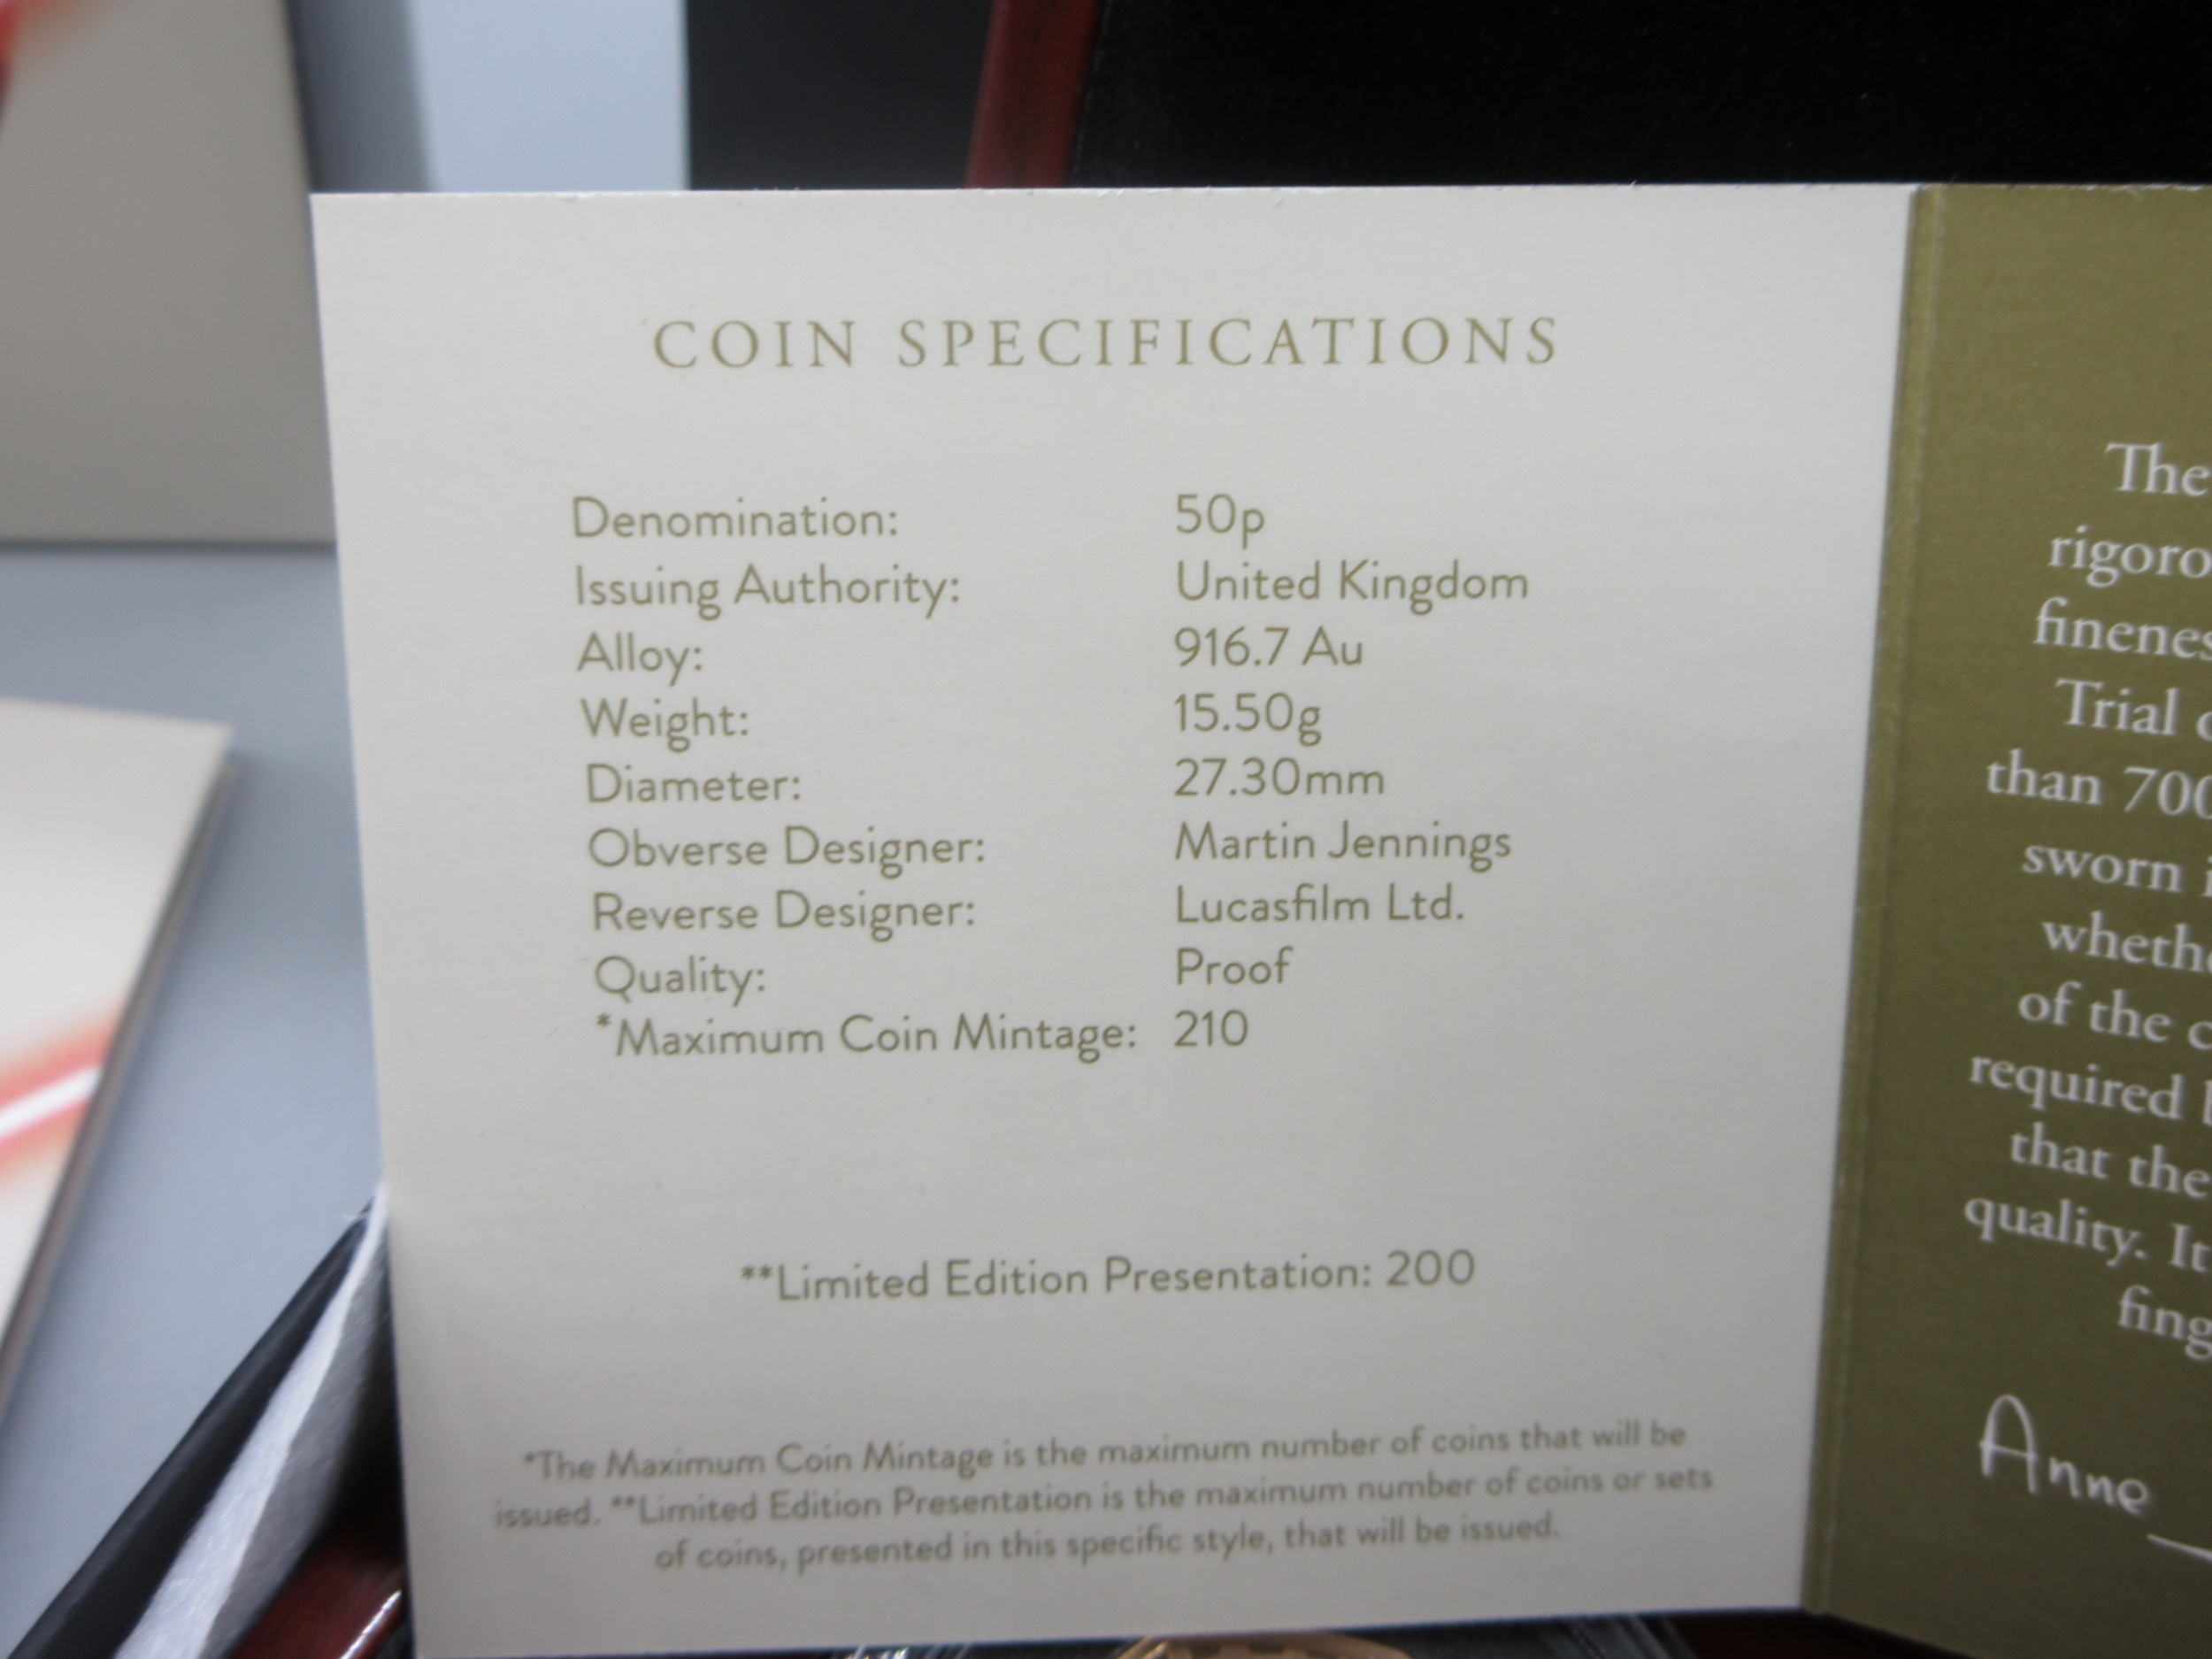 COIN SPECIFICATIONS
Denomination: 50p
Issuing Authority: United Kingdom
Alloy: 916.7 Au
Weight: 15.50g
Diameter: 27.30mm
Obverse Designer: Martin Jennings
Reverse Designer: Lucasfilm Ltd.
Quality: Proof
*Maximum Coin Mintage: 210
**Limited Edition Presentation: 200
*The Maximum Coin Mintage is the maximum number of coins that will be
issued. **Limited Edition Presentation is the maximum number of coins or sets
of coins, presented in this specific style, that will be issued.
The
rigoro
finenes
Trial
than 700
sworn
wheth
of the c
required
that the
quality. It
fing
Anne